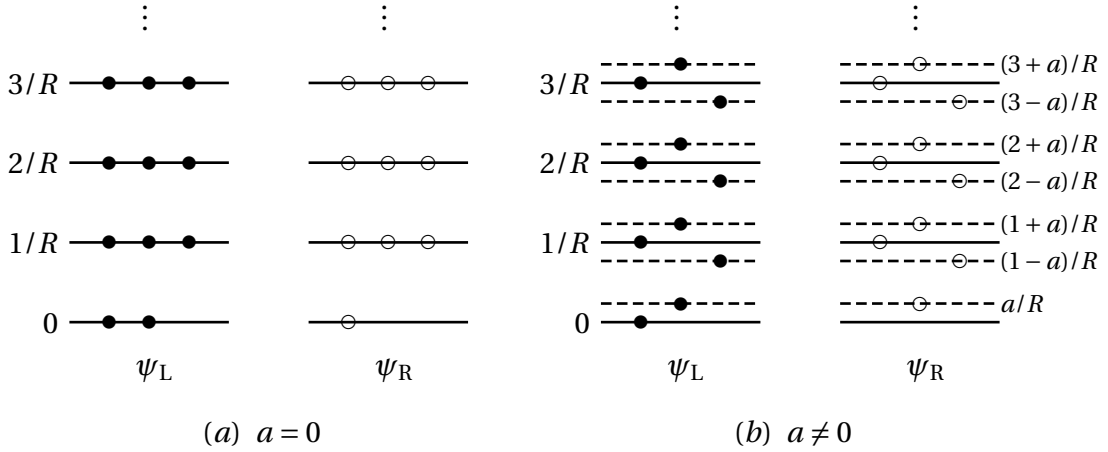 ⋮ ⋮ ⋮ ⋮
3/R 3/R (3 + a)/R
(3 − a)/R
2/R 2/R (2 + a)/R
(2 − a)/R
1/R 1/R (1 + a)/R
(1 − a)/R
0 0 a/R
ψL ψR ψL ψR
(a) a = 0 (b) a ≠ 0